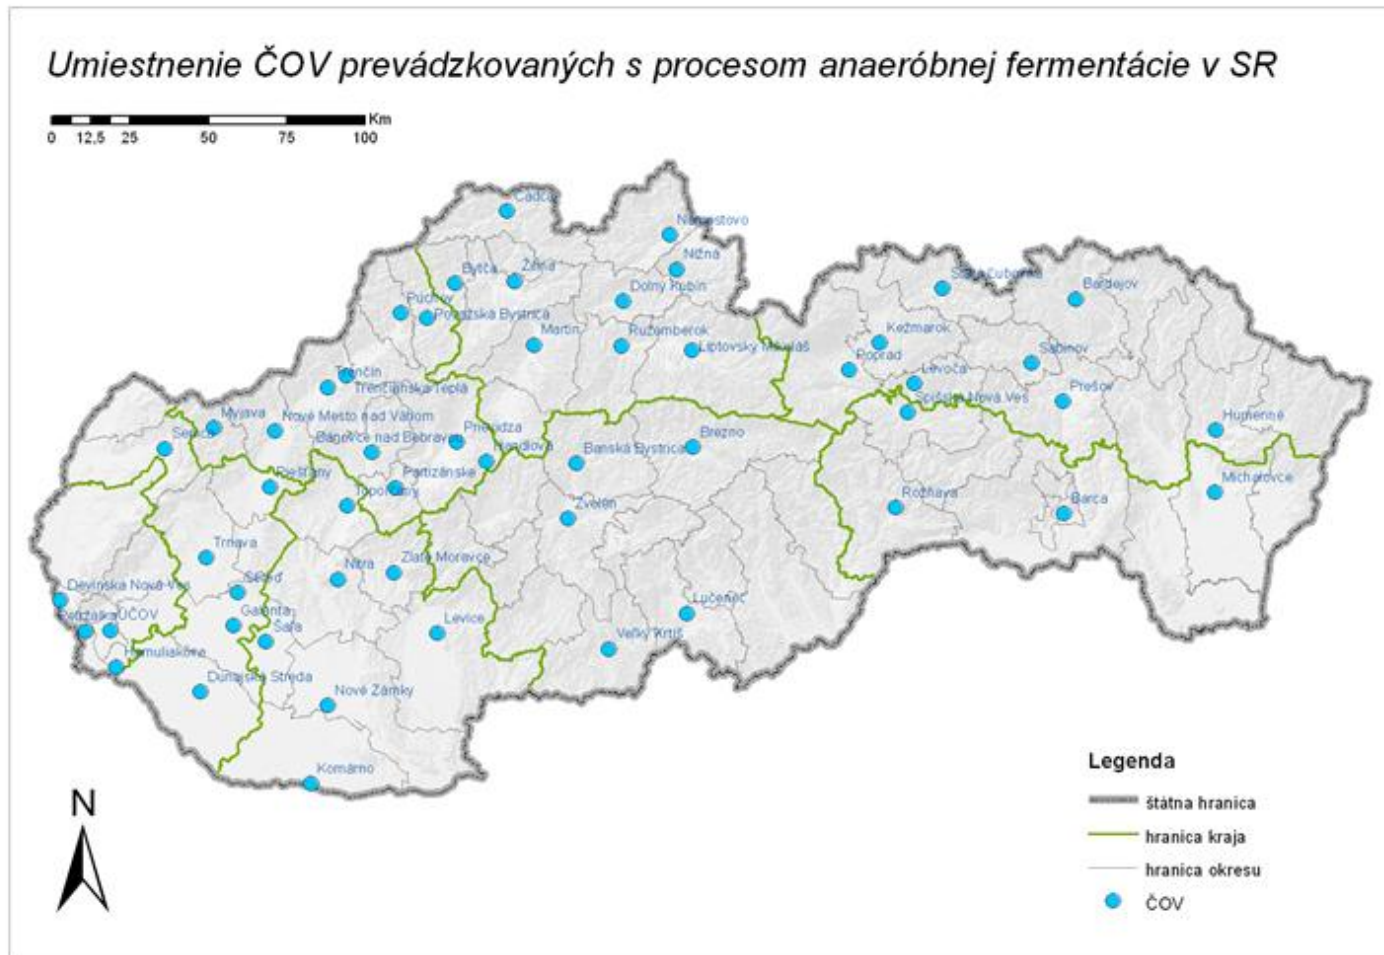 Umiestnenie ČOV prevádzkovaných s procesom anaeróbnej fermentácie v SR
Km
0 12,5 25 50 75 100
Čadca
Námestovo
Nižná
Bytča
Žilina
Dolný Kubín
Stará Ľubovňa
Bardejov
Púchov
Považská Bystrica
Martin
Ružomberok
Liptovský Mikuláš
Kežmarok
Poprad
Sabinov
Levoča
Prešov
Trenčín
Trenčianska Teplá
Spišská Nová Ves
Myjava
Nové Mesto nad Váhom
Senica
Bánovce nad Bebravou
Prievidza
Handlová
Banská Bystrica
Brezno
Humenné
Piešťany
Partizánske
Topoľčany
Michalovce
Rožňava
Barca
Zvolen
Trnava
Nitra
Zlaté Moravce
Devínska Nová Ves
Sereď
Petržalka
ÚČOV
Galanta
Šaľa
Levice
Lučenec
Veľký Krtíš
Hamuliakovo
Dunajská Streda
Nové Zámky
Komárno
N
Legenda
štátna hranica
hranica kraja
hranica okresu
ČOV